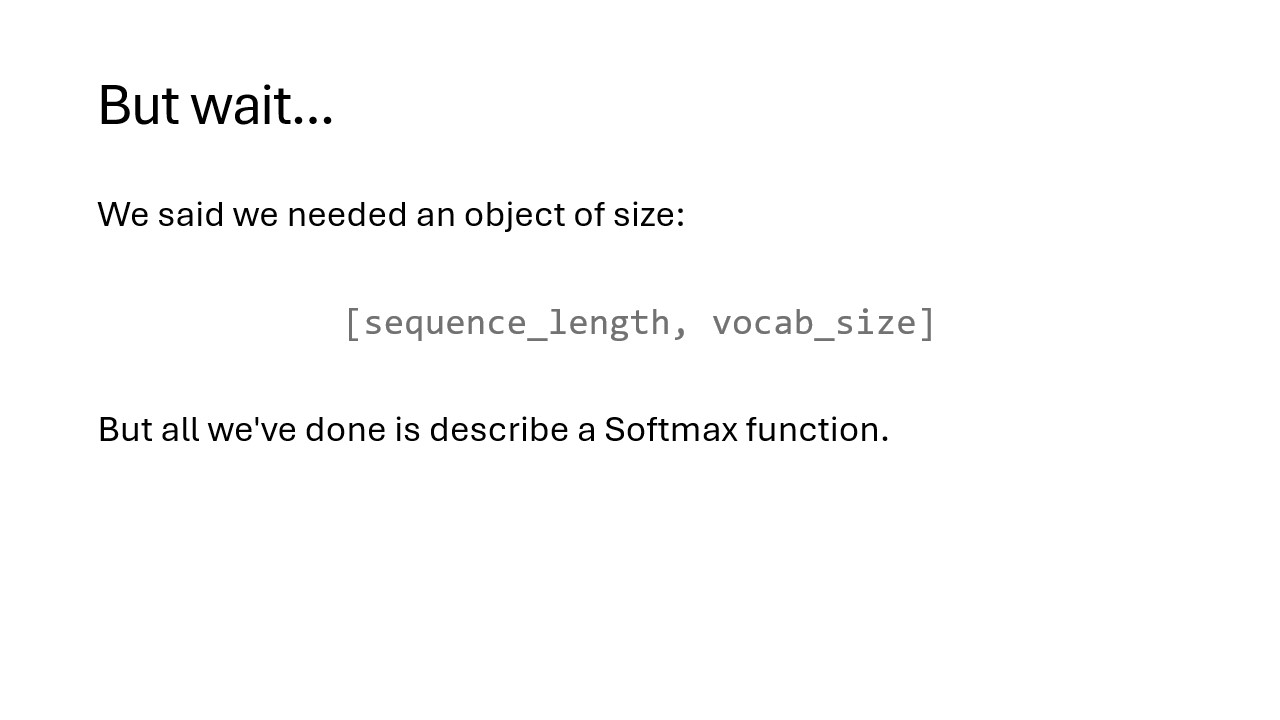 But wait...
We said we needed an object of size:
[sequence_length, vocab_size]
But all we've done is describe a Softmax function.